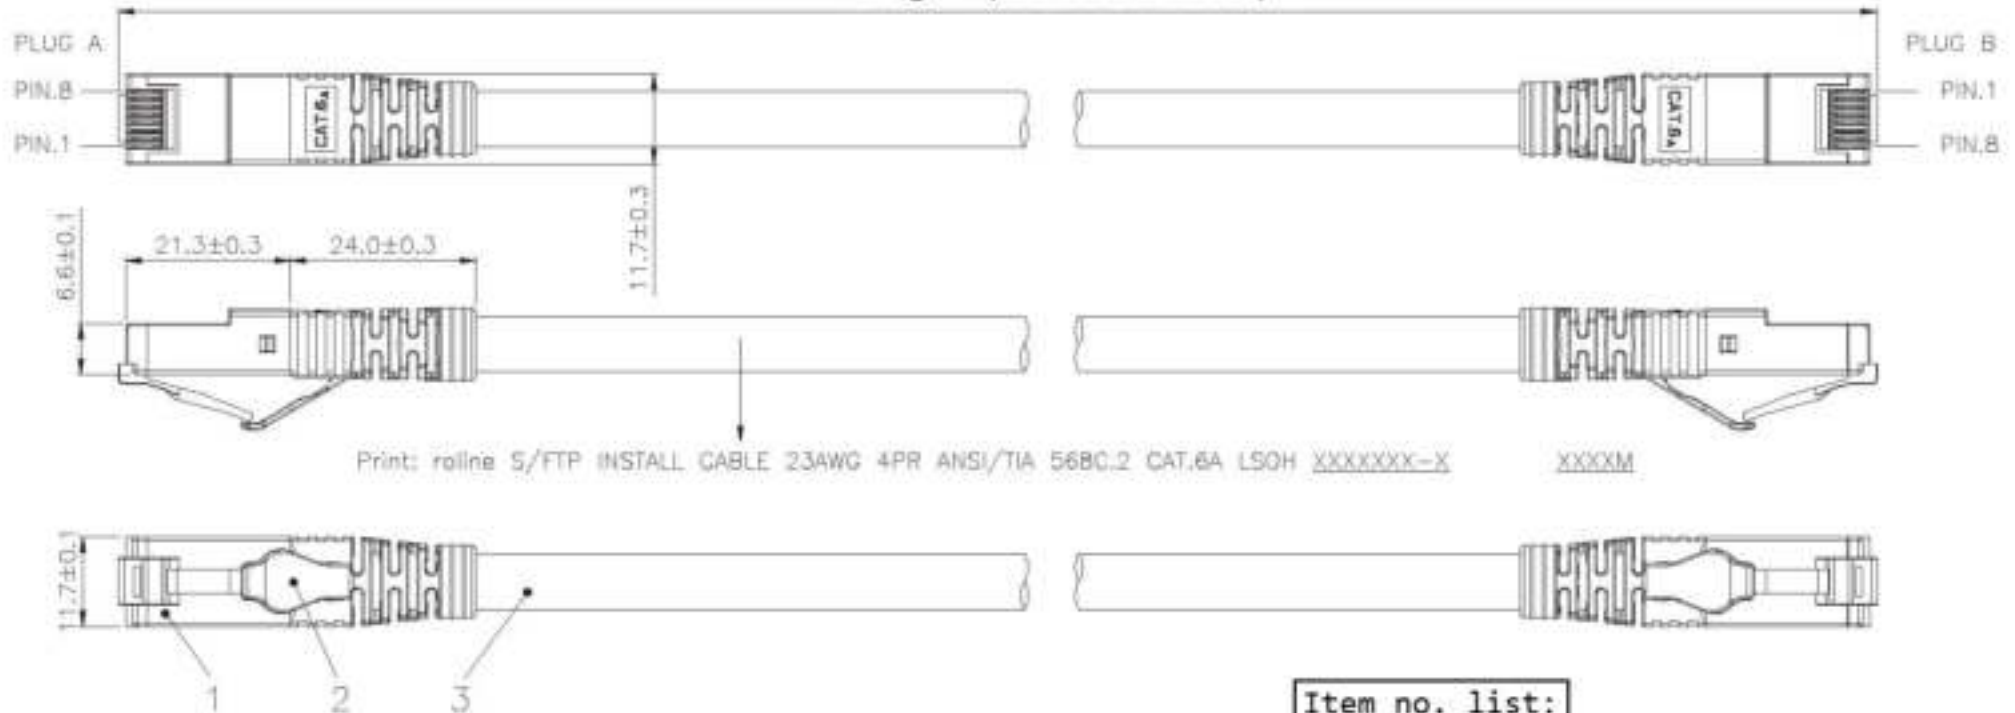 PLUG A
PLUG B
PIN.8
PIN.1
CAT.6A
CAT.6A
PIN.1
PIN.8
11.7±0.3
6.6±0.1
21.3±0.3
24.0±0.3
Print: roline S/FTP INSTALL CABLE 23AWG 4PR ANSI/TIA 568C.2 CAT.6A LSOH XXXXXXX-X XXXXM
11.7±0.1
1
2
3
Item no. list: